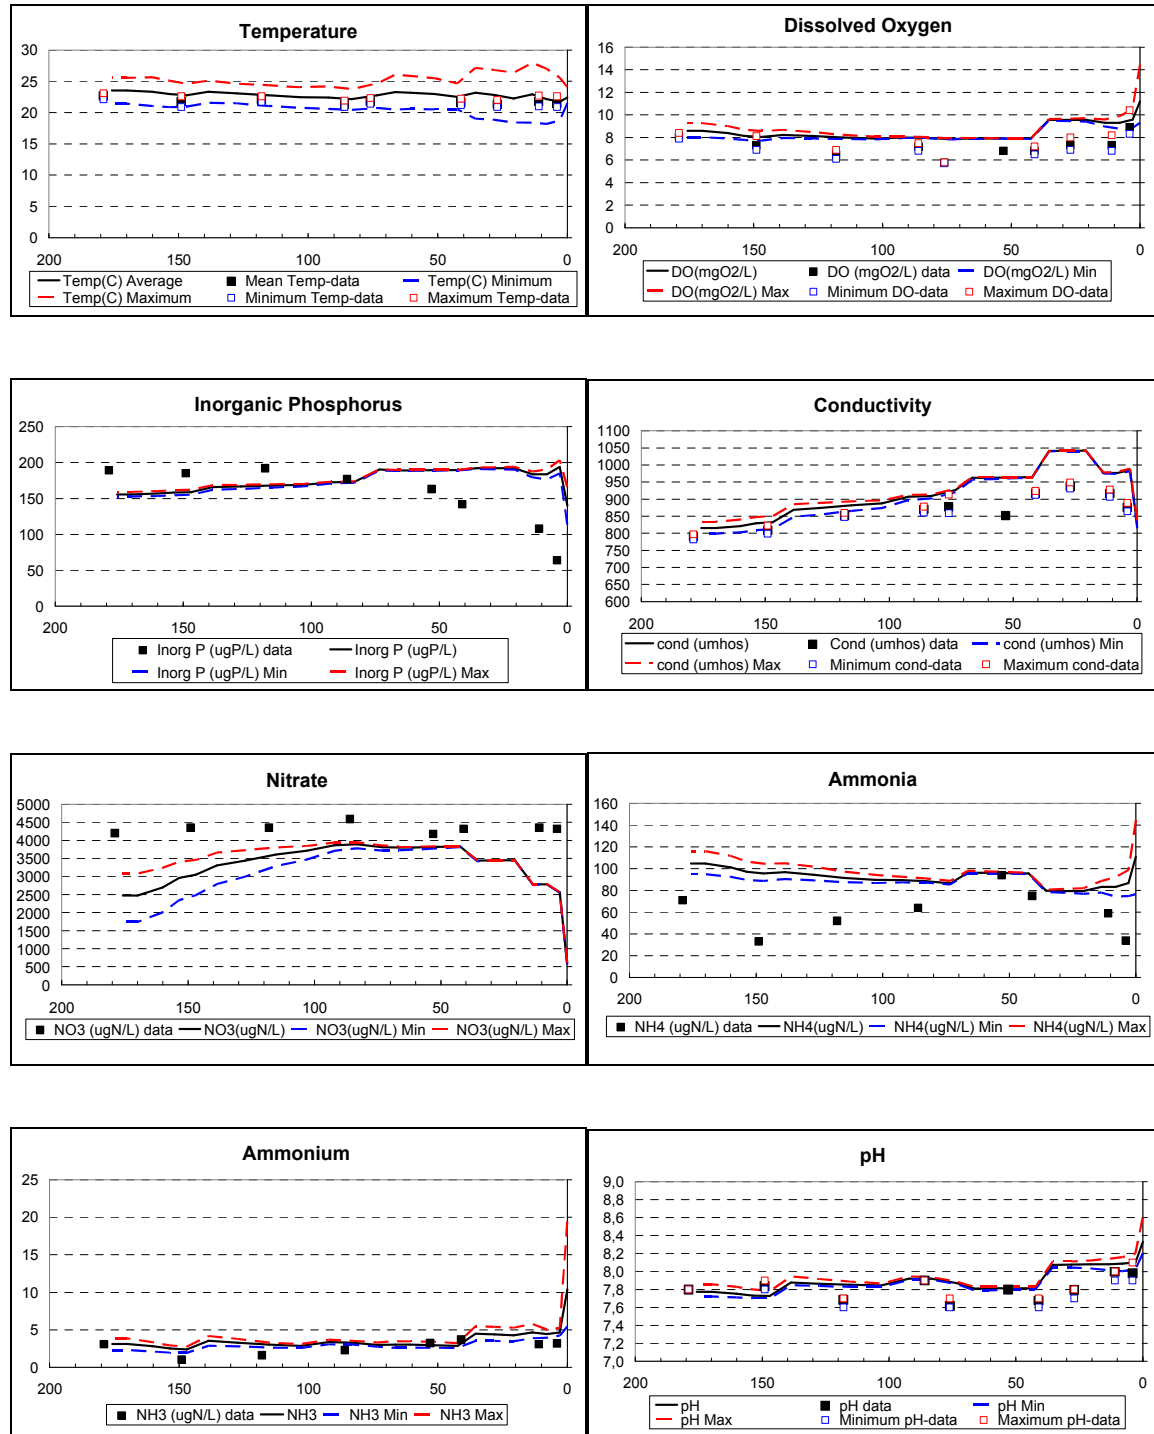 Temperature
30
25
20
15
10
5
0
200 150 100 50 0
Temp(C) Average Mean Temp-data Temp(C) Minimum
Temp(C) Maximum Minimum Temp-data Maximum Temp-data
Dissolved Oxygen
16
14
12
10
8
6
4
2
0
200 150 100 50 0
DO(mgO2/L) DO (mgO2/L) data DO(mgO2/L) Min
DO(mgO2/L) Max Minimum DO-data Maximum DO-data
Inorganic Phosphorus
250
200
150
100
50
0
200 150 100 50 0
Inorg P (ugP/L) data Inorg P (ugP/L)
Inorg P (ugP/L) Min Inorg P (ugP/L) Max
Conductivity
1100
1050
1000
950
900
850
800
750
700
650
600
200 150 100 50 0
cond (umhos) Cond (umhos) data cond (umhos) Min
cond (umhos) Max Minimum cond-data Maximum cond-data
Nitrate
5000
4500
4000
3500
3000
2500
2000
1500
1000
500
0
200 150 100 50 0
NO3 (ugN/L) data NO3(ugN/L) NO3(ugN/L) Min NO3(ugN/L) Max
Ammonia
160
140
120
100
80
60
40
20
0
200 150 100 50 0
NH4 (ugN/L) data NH4(ugN/L) NH4(ugN/L) Min NH4(ugN/L) Max
Ammonium
25
20
15
10
5
0
200 150 100 50 0
NH3 (ugN/L) data NH3 NH3 Min NH3 Max
pH
9,0
8,8
8,6
8,4
8,2
8,0
7,8
7,6
7,4
7,2
7,0
200 150 100 50 0
pH pH data pH Min
pH Max Minimum pH-data Maximum pH-data